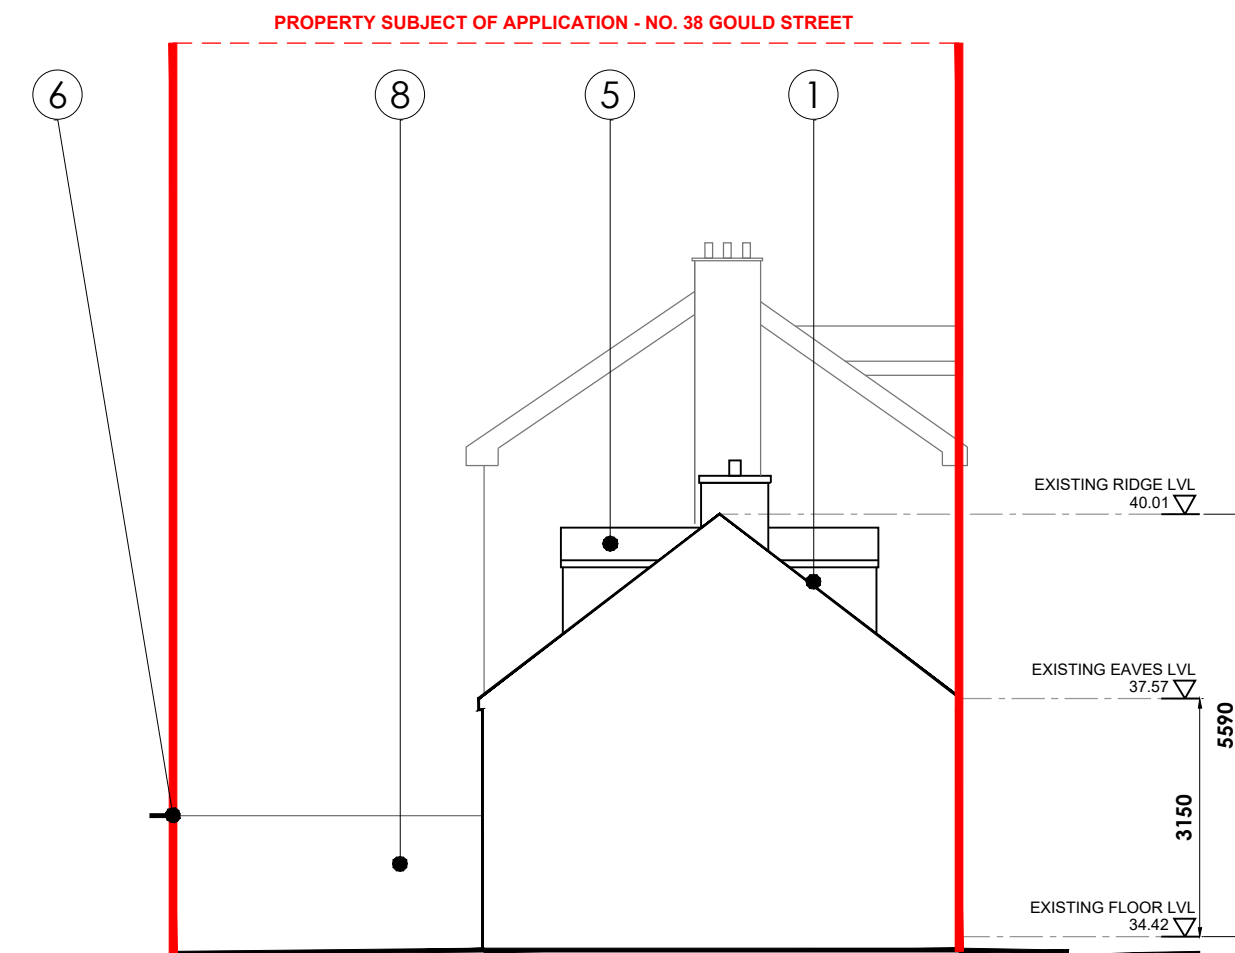 PROPERTY SUBJECT OF APPLICATION - NO. 38 GOULD STREET
6
8
5
1
EXISTING RIDGE LVL
40.01
EXISTING EAVES LVL
37.57
5590
3150
EXISTING FLOOR LVL
34.42